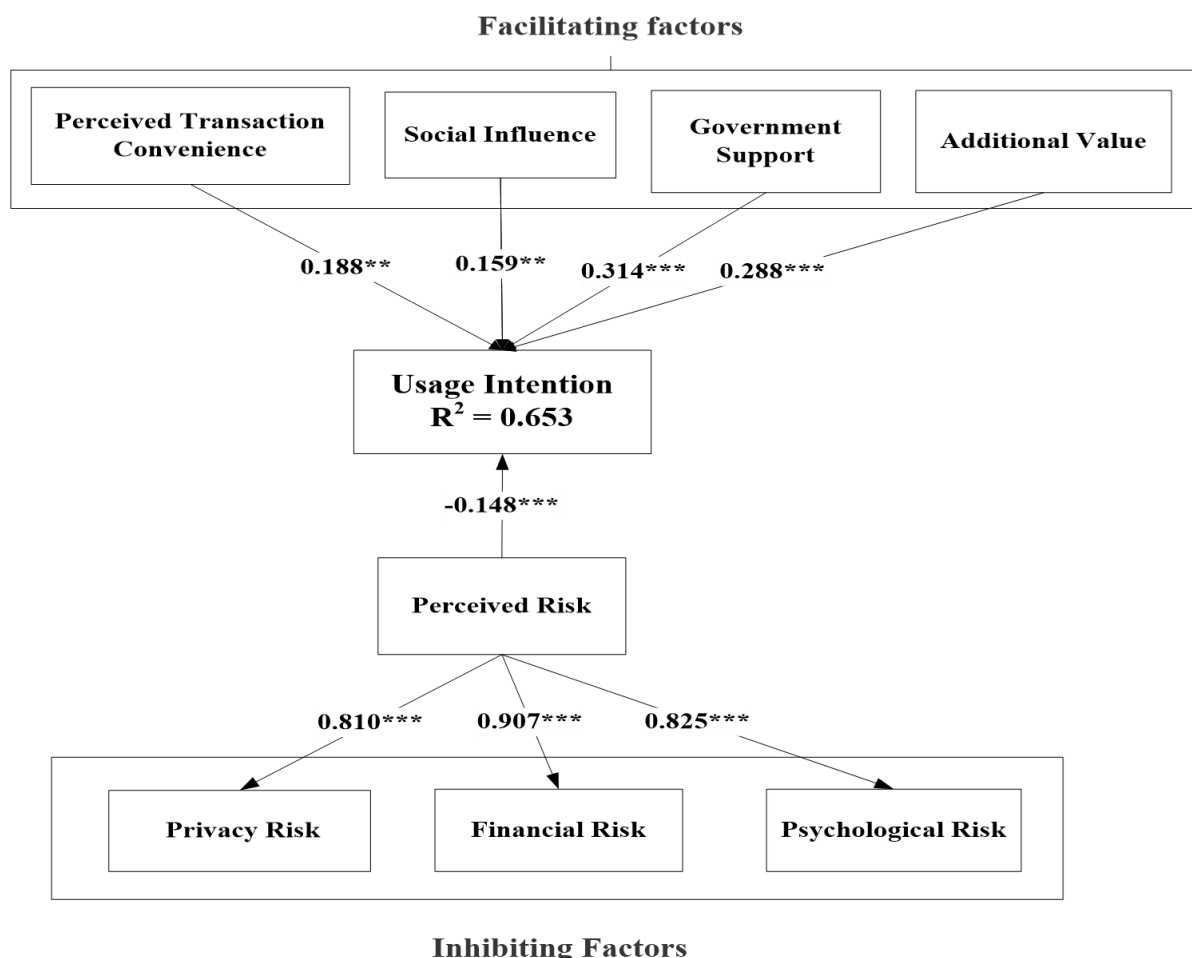 Facilitating factors
Perceived Transaction
Convenience
Social Influence
Government
Support
Additional Value
0.188**
0.159**
0.314***
0.288***
Usage Intention
R² = 0.653
-0.148***
Perceived Risk
0.810***
0.907***
0.825***
Privacy Risk
Financial Risk
Psychological Risk
Inhibiting Factors